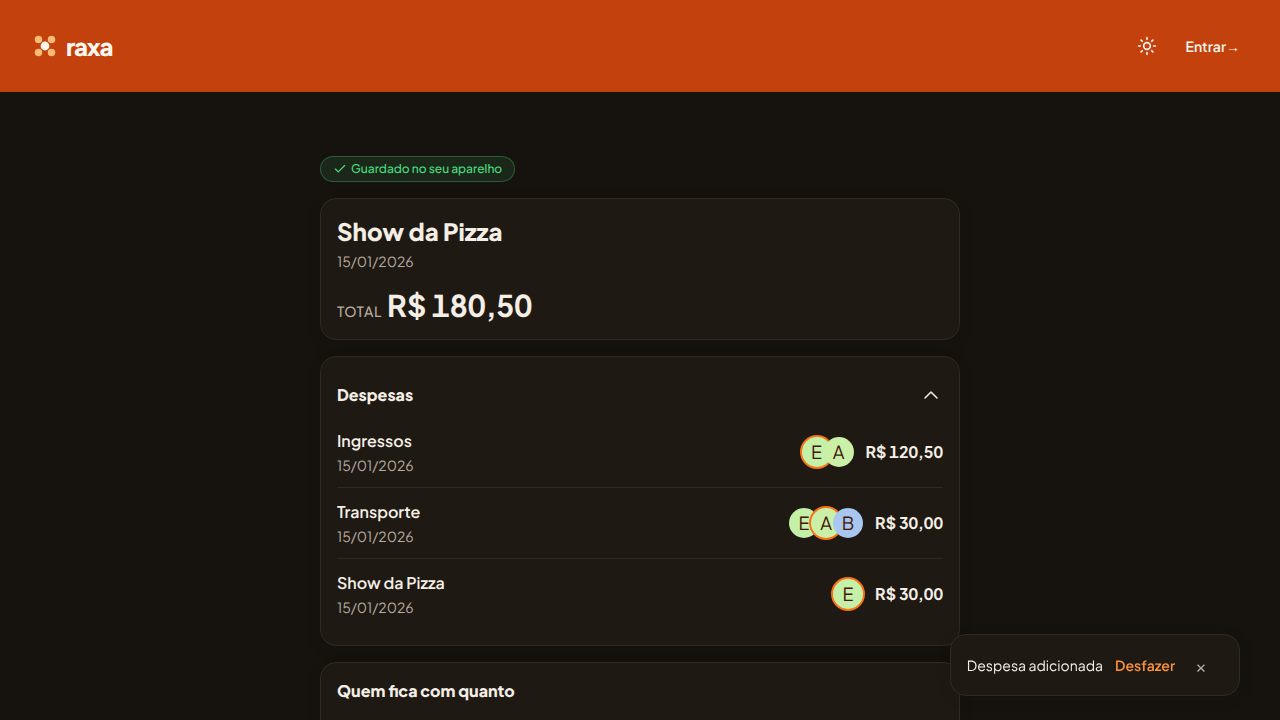 raxa
Entrar→
Guardado no seu aparelho
Show da Pizza
15/01/2026
TOTAL R$ 180,50
Despesas
Ingressos
15/01/2026
E A R$ 120,50
Transporte
15/01/2026
E A B R$ 30,00
Show da Pizza
15/01/2026
E R$ 30,00
Despesa adicionada Desfazer ×
Quem fica com quanto